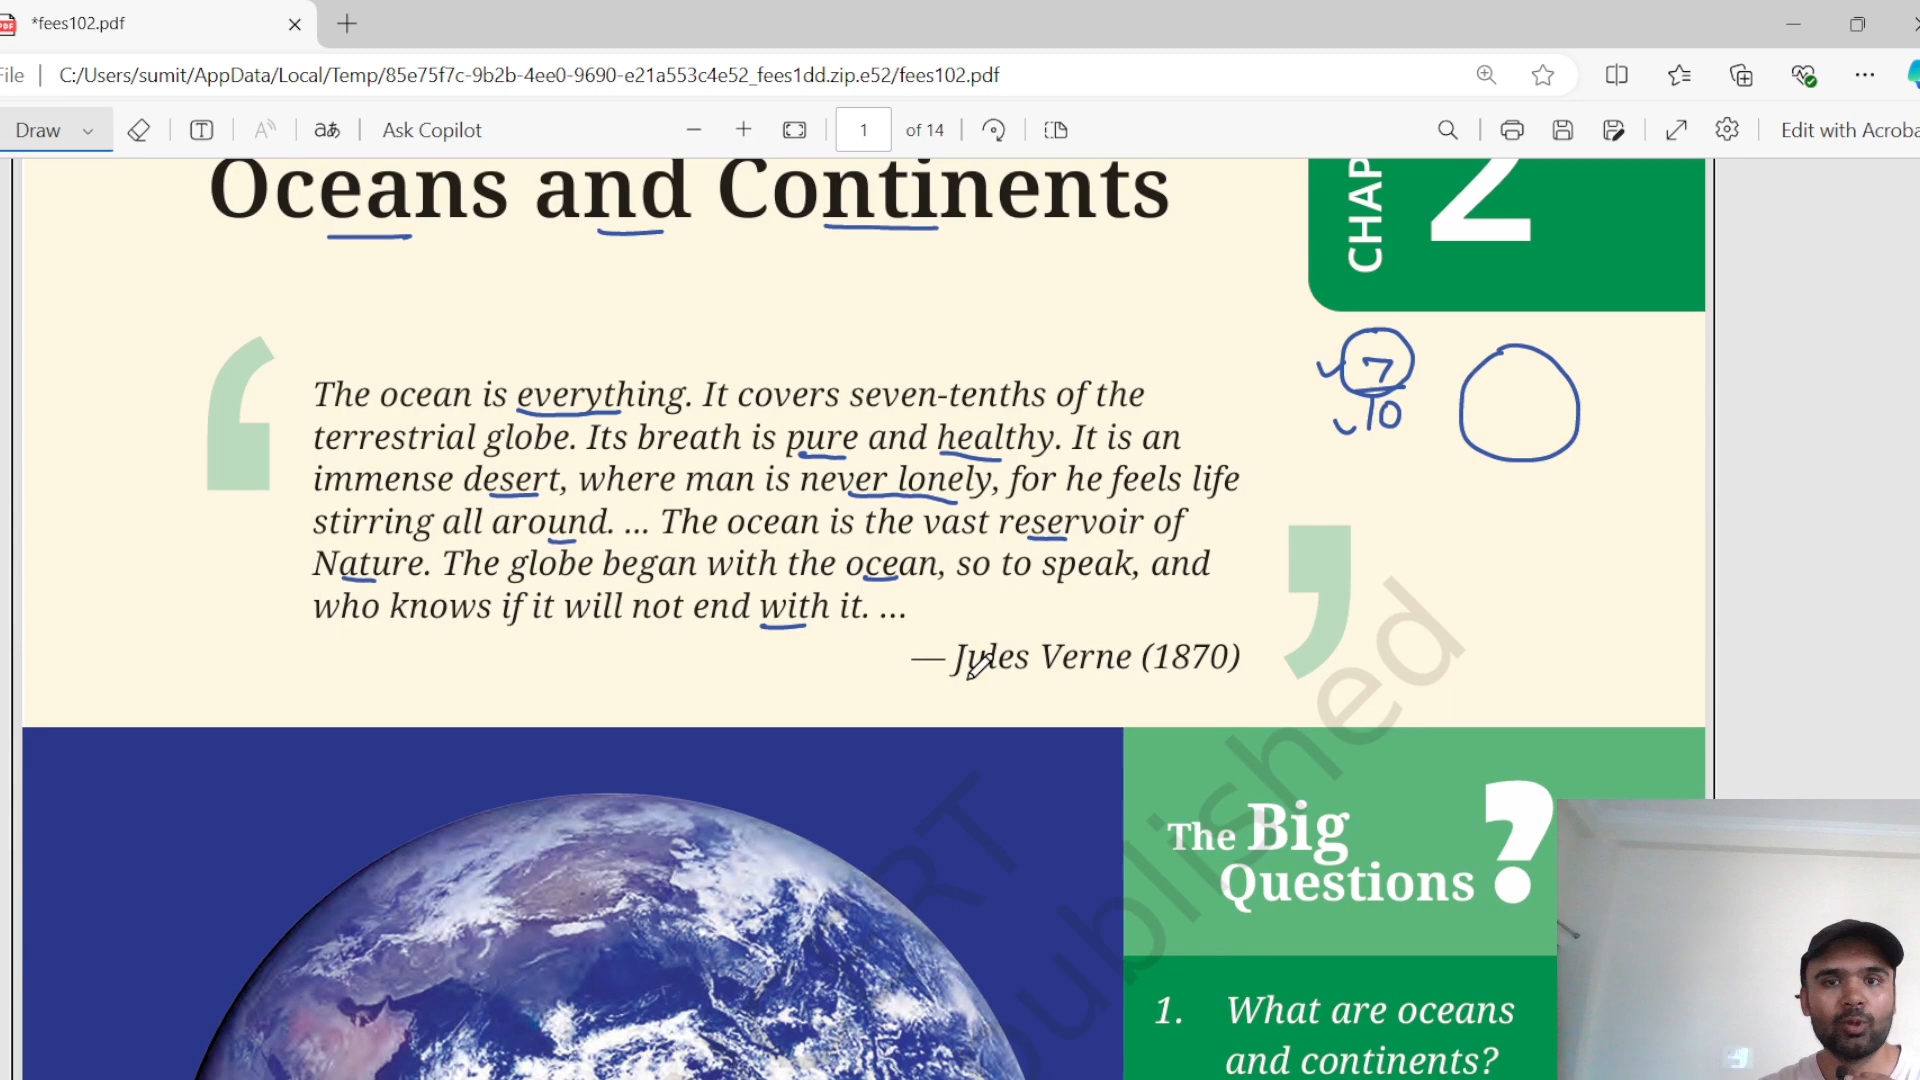 *fees102.pdf
File
C:/Users/sumit/AppData/Local/Temp/85e75f7c-9b2b-4ee0-9690-e21a553c4e52_fees1dd.zip.e52/fees102.pdf
Draw
aあ
Ask Copilot
1 of 14
Edit with Acroba
Oceans and Continents
CHAP
2
The ocean is everything. It covers seven-tenths of the
terrestrial globe. Its breath is pure and healthy. It is an
immense desert, where man is never lonely, for he feels life
stirring all around. ... The ocean is the vast reservoir of
Nature. The globe began with the ocean, so to speak, and
who knows if it will not end with it. ...
— Jules Verne (1870)
7
10
The Big
Questions ?
1. What are oceans
and continents?